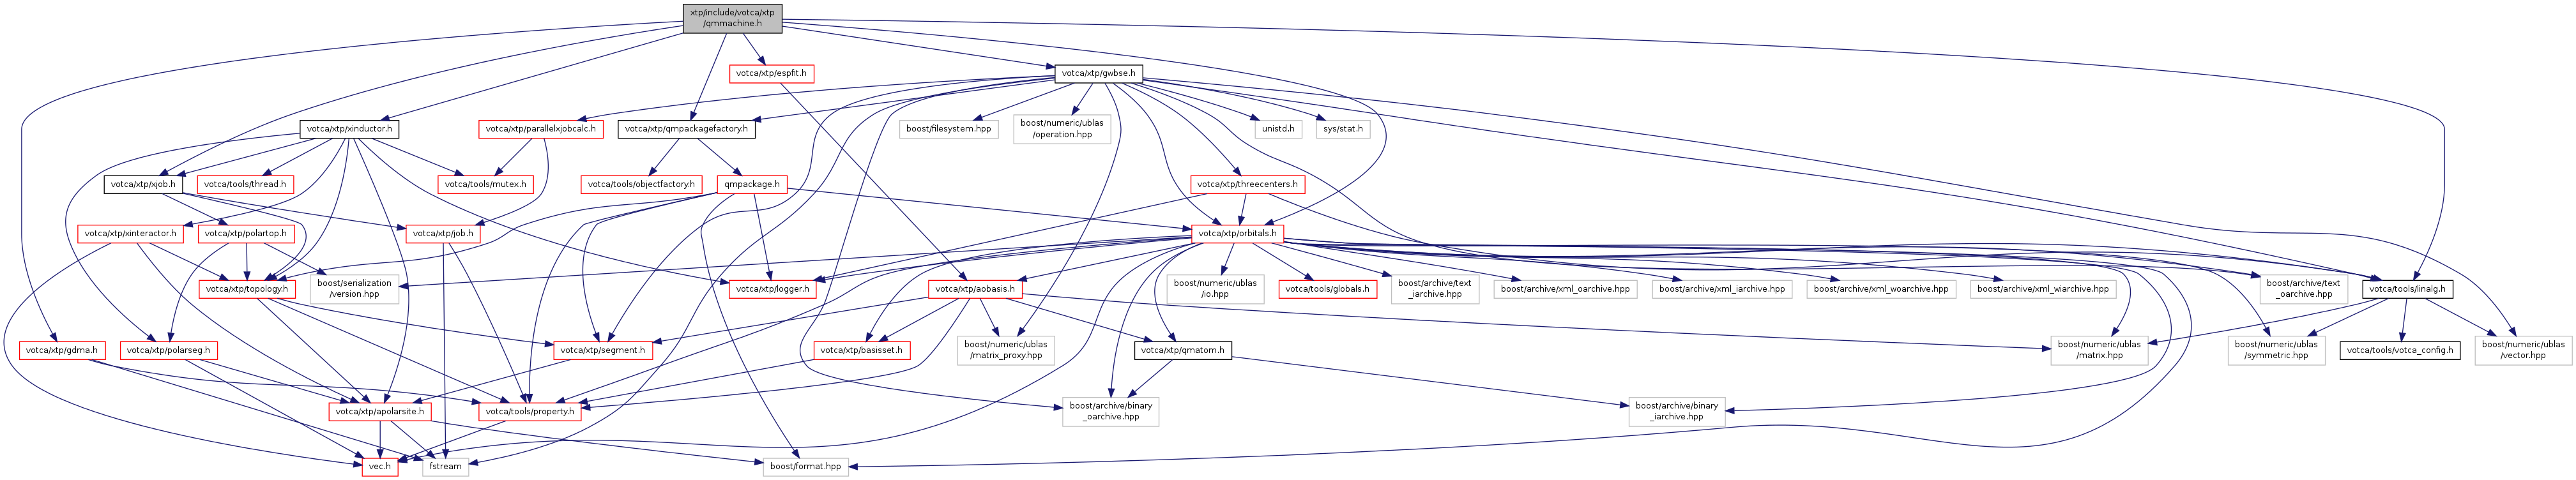 xtp/include/votca/xtp
/qmmachine.h
votca/xtp/espfit.h
votca/xtp/gwbse.h
votca/xtp/xinductor.h
votca/xtp/parallelxjobcalc.h
votca/xtp/qmpackagefactory.h
boost/filesystem.hpp
boost/numeric/ublas
/operation.hpp
unistd.h
sys/stat.h
votca/xtp/xjob.h
votca/tools/thread.h
votca/tools/mutex.h
votca/tools/objectfactory.h
qmpackage.h
votca/xtp/threecenters.h
votca/xtp/xinteractor.h
votca/xtp/polartop.h
votca/xtp/job.h
votca/xtp/orbitals.h
votca/xtp/topology.h
boost/serialization
/version.hpp
votca/xtp/logger.h
votca/xtp/aobasis.h
boost/numeric/ublas
/io.hpp
votca/tools/globals.h
boost/archive/text
_iarchive.hpp
boost/archive/xml_oarchive.hpp
boost/archive/xml_iarchive.hpp
boost/archive/xml_woarchive.hpp
boost/archive/xml_wiarchive.hpp
boost/archive/text
_oarchive.hpp
votca/tools/linalg.h
votca/xtp/gdma.h
votca/xtp/polarseg.h
votca/xtp/segment.h
votca/xtp/basisset.h
boost/numeric/ublas
/matrix_proxy.hpp
votca/xtp/qmatom.h
boost/numeric/ublas
/matrix.hpp
boost/numeric/ublas
/symmetric.hpp
votca/tools/votca_config.h
boost/numeric/ublas
/vector.hpp
votca/xtp/apolarsite.h
votca/tools/property.h
boost/archive/binary
_oarchive.hpp
boost/archive/binary
_iarchive.hpp
vec.h
fstream
boost/format.hpp